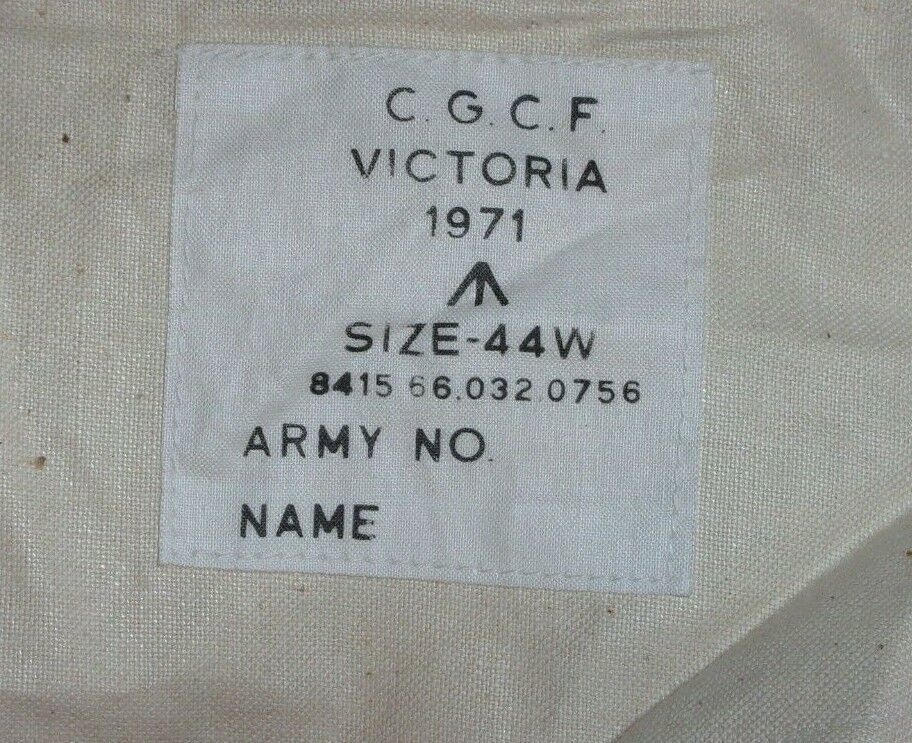 C.G.C.F.
VICTORIA
1971
SIZE-44W
8415 66.032.0756
ARMY NO.
NAME